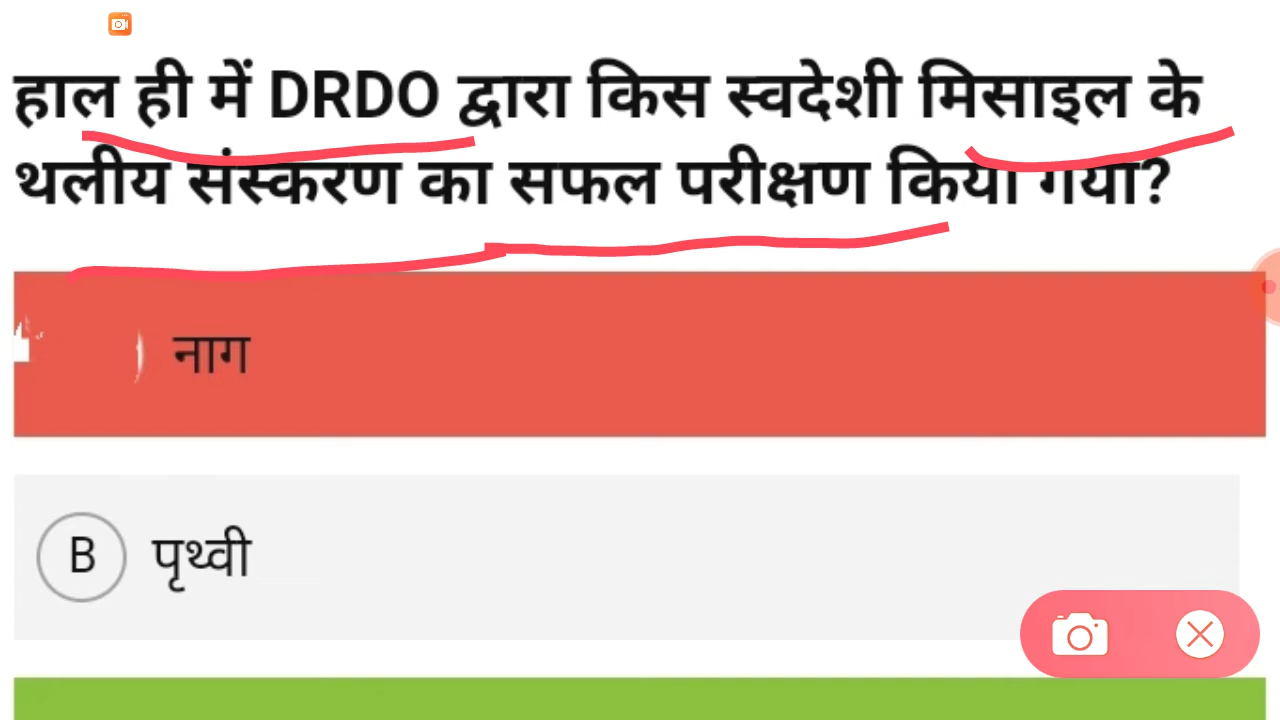 हाल ही में DRDO द्वारा किस स्वदेशी मिसाइल के
थलीय संस्करण का सफल परीक्षण किया गया?
नाग
B पृथ्वी